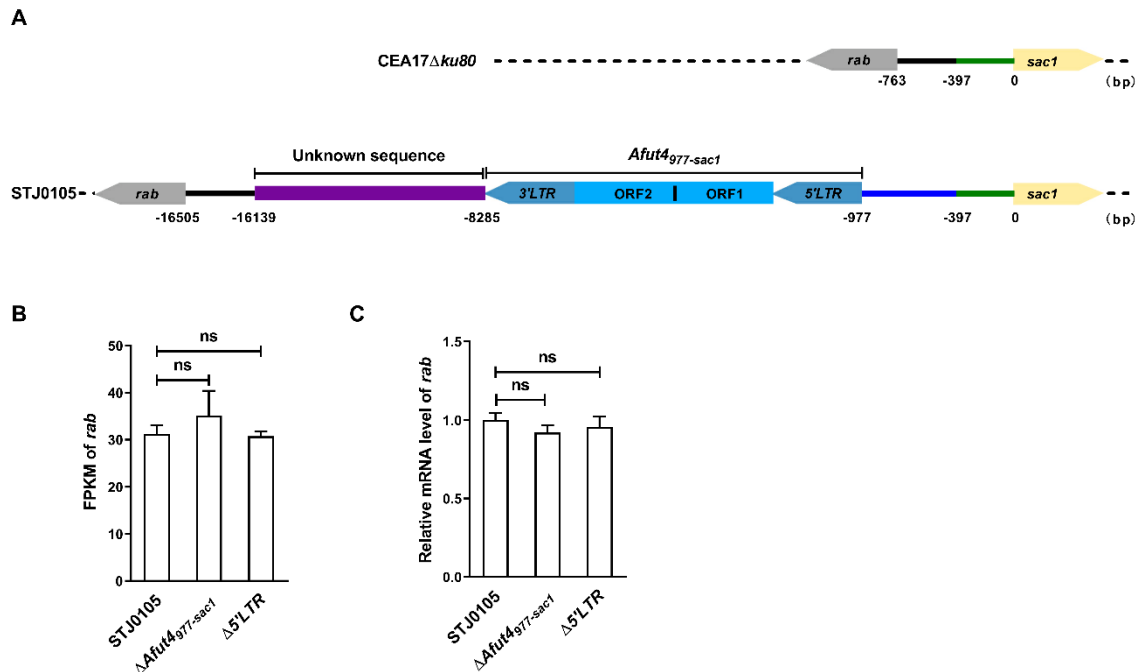 A
CEA17Δku80 rab sac1
-763 -397 0 (bp)
Unknown sequence Afut4977-sac1
STJ0105 rab 3'LTR ORF2 ORF1 5'LTR sac1
-16505 -16139 -8285 -977 -397 0 (bp)
B
ns
ns
FPKM of rab
50
40
30
20
10
0
STJ0105
ΔAfut4977-sac1
Δ5'LTR
C
ns
ns
Relative mRNA level of rab
1.5
1.0
0.5
0.0
STJ0105
ΔAfut4977-sac1
Δ5'LTR